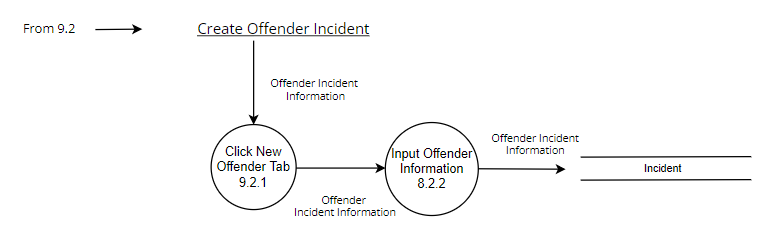 From 9.2
Create Offender Incident
Offender Incident
Information
Click New
Offender Tab
9.2.1
Offender
Incident Information
Input Offender
Information
8.2.2
Offender Incident
Information
Incident